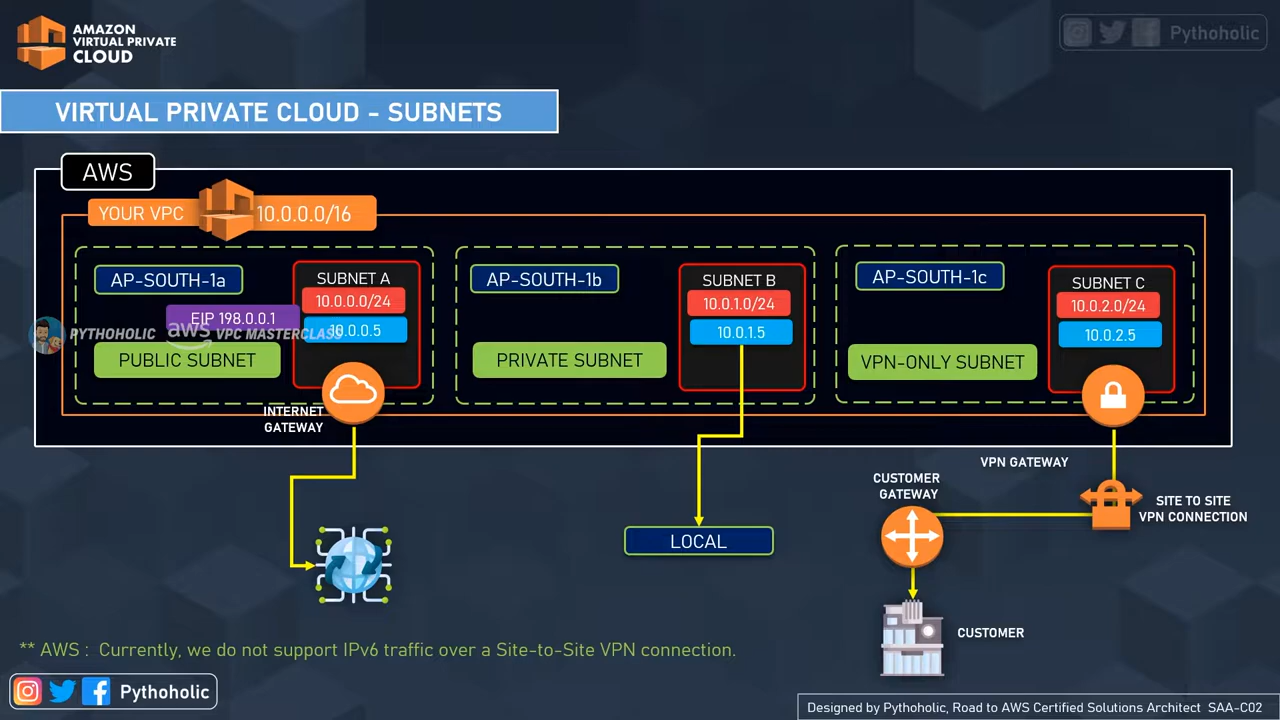 AMAZON
VIRTUAL PRIVATE
CLOUD
Pythoholic
VIRTUAL PRIVATE CLOUD - SUBNETS
AWS
YOUR VPC
10.0.0.0/16
AP-SOUTH-1a
SUBNET A
10.0.0.0/24
EIP 198.0.0.1
10.0.0.5
PYTHOHOLIC
aws
VPC MASTERCLASS
PUBLIC SUBNET
INTERNET
GATEWAY
AP-SOUTH-1b
SUBNET B
10.0.1.0/24
10.0.1.5
PRIVATE SUBNET
LOCAL
AP-SOUTH-1c
SUBNET C
10.0.2.0/24
10.0.2.5
VPN-ONLY SUBNET
VPN GATEWAY
CUSTOMER
GATEWAY
SITE TO SITE
VPN CONNECTION
CUSTOMER
** AWS : Currently, we do not support IPv6 traffic over a Site-to-Site VPN connection.
Pythoholic
Designed by Pythoholic, Road to AWS Certified Solutions Architect SAA-C02